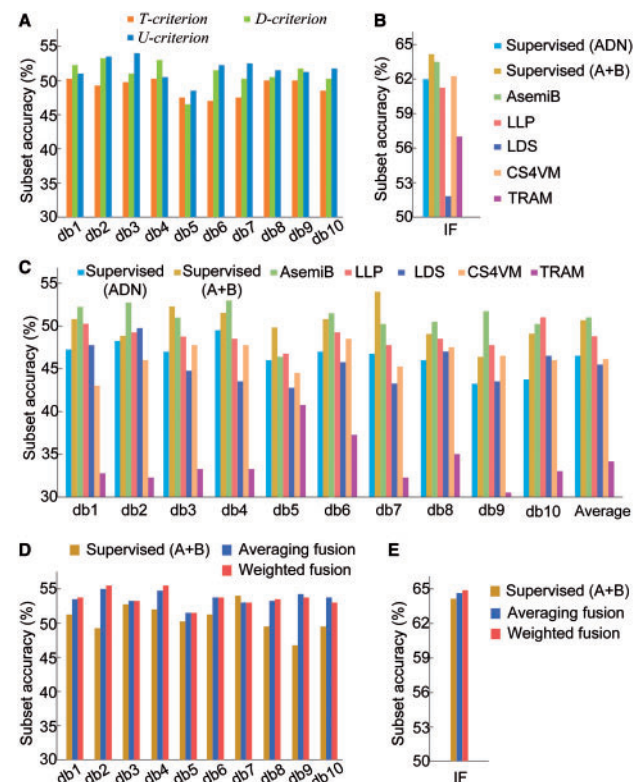 A
T-criterion
D-criterion
U-criterion
Subset accuracy (%)
55
50
45
40
35
30
db1 db2 db3 db4 db5 db6 db7 db8 db9 db10
B
Subset accuracy (%)
65
62
59
56
53
50
IF
Supervised (ADN)
Supervised (A+B)
AsemiB
LLP
LDS
CS4VM
TRAM
C
Supervised (ADN)
Supervised (A+B)
AsemiB
LLP
LDS
CS4VM
TRAM
Subset accuracy (%)
55
50
45
40
35
30
db1 db2 db3 db4 db5 db6 db7 db8 db9 db10 Average
D
Supervised (A+B)
Averaging fusion
Weighted fusion
Subset accuracy (%)
55
50
45
40
35
30
db1 db2 db3 db4 db5 db6 db7 db8 db9 db10
E
Subset accuracy (%)
65
62
59
56
53
50
IF
Supervised (A+B)
Averaging fusion
Weighted fusion